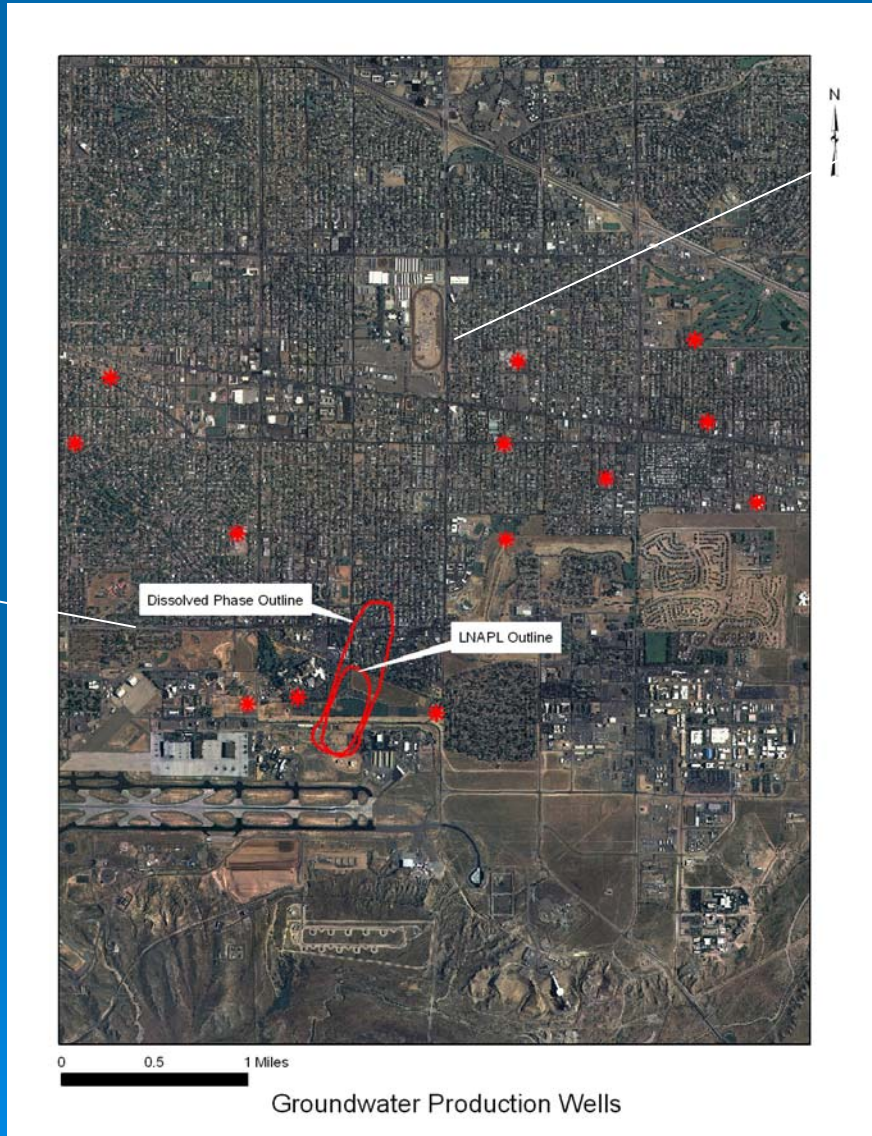 N
Dissolved Phase Outline
LNAPL Outline
0 0.5 1 Miles
Groundwater Production Wells